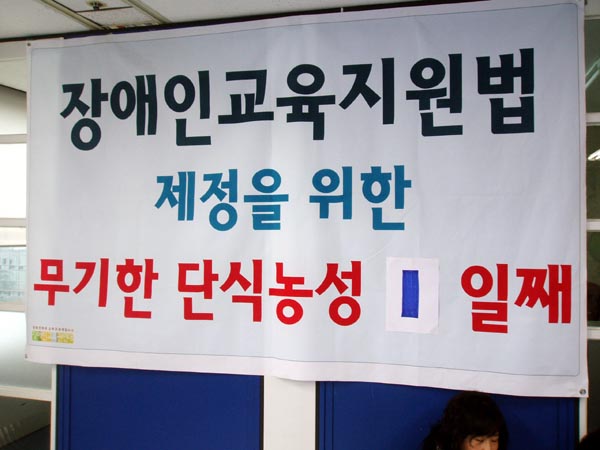 장애인교육지원법
제정을 위한
무기한 단식농성 1 일째